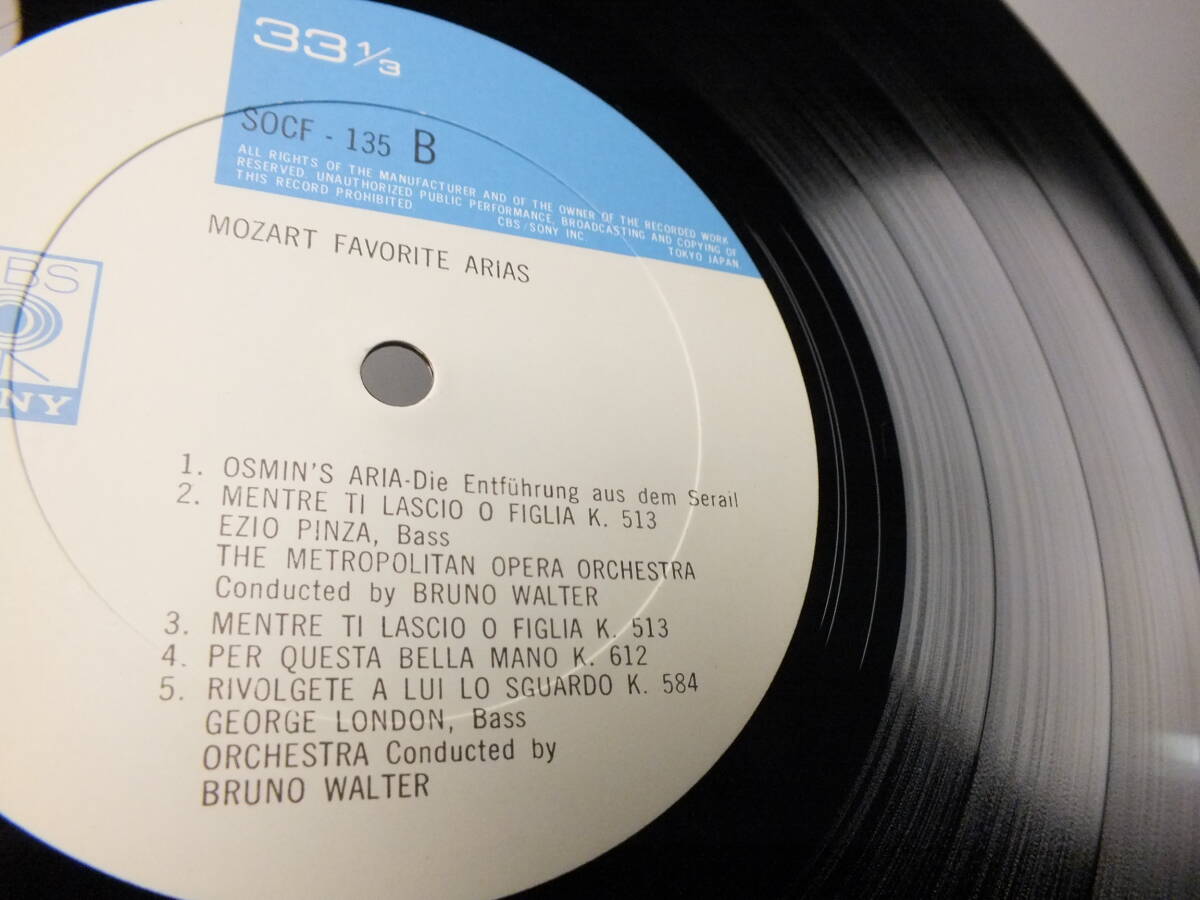 33 1/3
SOCF - 135 B
ALL RIGHTS OF THE MANUFACTURER AND OF THE OWNER OF THE RECORDED WORK
RESERVED. UNAUTHORIZED PUBLIC PERFORMANCE, BROADCASTING AND COPYING OF
THIS RECORD PROHIBITED
CBS/SONY INC
TOKYO JAPAN
MOZART FAVORITE ARIAS
BS
NY
1. OSMIN'S ARIA-Die Entführung aus dem Serail
2. MENTRE TI LASCIO O FIGLIA K. 513
EZIO PINZA, Bass
THE METROPOLITAN OPERA ORCHESTRA
Conducted by BRUNO WALTER
3. MENTRE TI LASCIO O FIGLIA K. 513
4. PER QUESTA BELLA MANO K. 612
5. RIVOLGETE A LUI LO SGUARDO K. 584
GEORGE LONDON, Bass
ORCHESTRA Conducted by
BRUNO WALTER